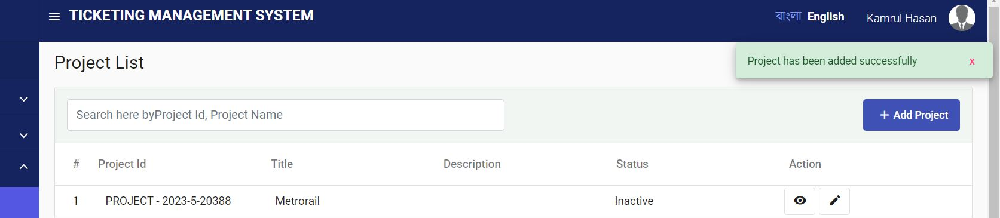 TICKETING MANAGEMENT SYSTEM
বাংলা English Kamrul Hasan
Project List
Project has been added successfully x
Search here byProject Id, Project Name
+ Add Project
# Project Id Title Description Status Action
1 PROJECT - 2023-5-20388 Metrorail Inactive